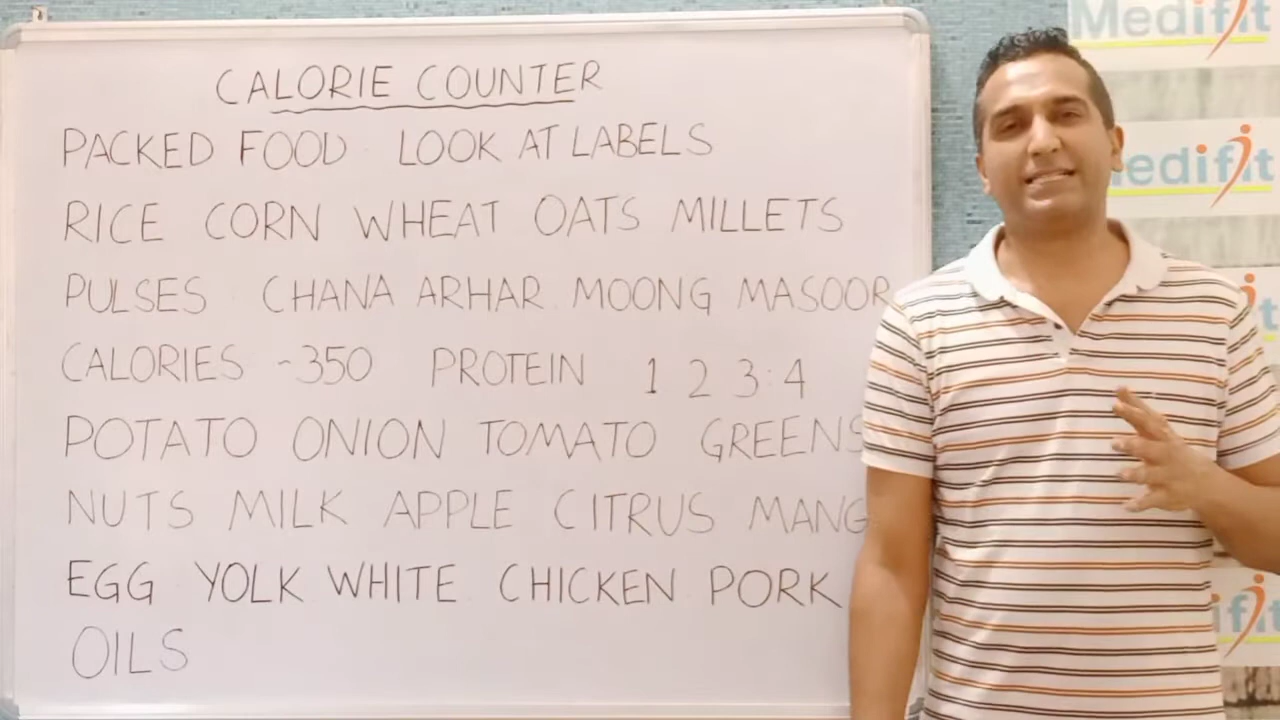 CALORIE COUNTER
PACKED FOOD LOOK AT LABELS
RICE CORN WHEAT OATS MILLETS
PULSES CHANA ARHAR MOONG MASOOR
CALORIES ~350 PROTEIN 1 2 3:4
POTATO ONION TOMATO GREENS
NUTS MILK APPLE CITRUS MANG
EGG YOLK WHITE CHICKEN PORK
OILS
Medifit
Medifit
t
ifit